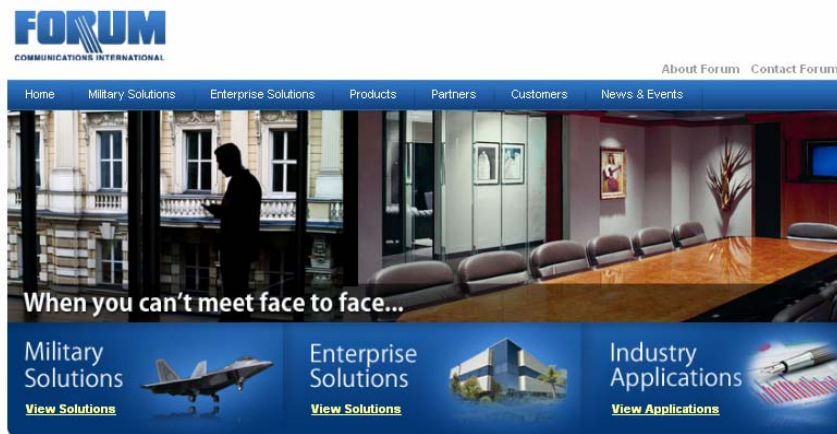 FORUM
COMMUNICATIONS INTERNATIONAL
About Forum Contact Forum
Home Military Solutions Enterprise Solutions Products Partners Customers News & Events
When you can't meet face to face...
Military
Solutions
View Solutions
Enterprise
Solutions
View Solutions
Industry
Applications
View Applications